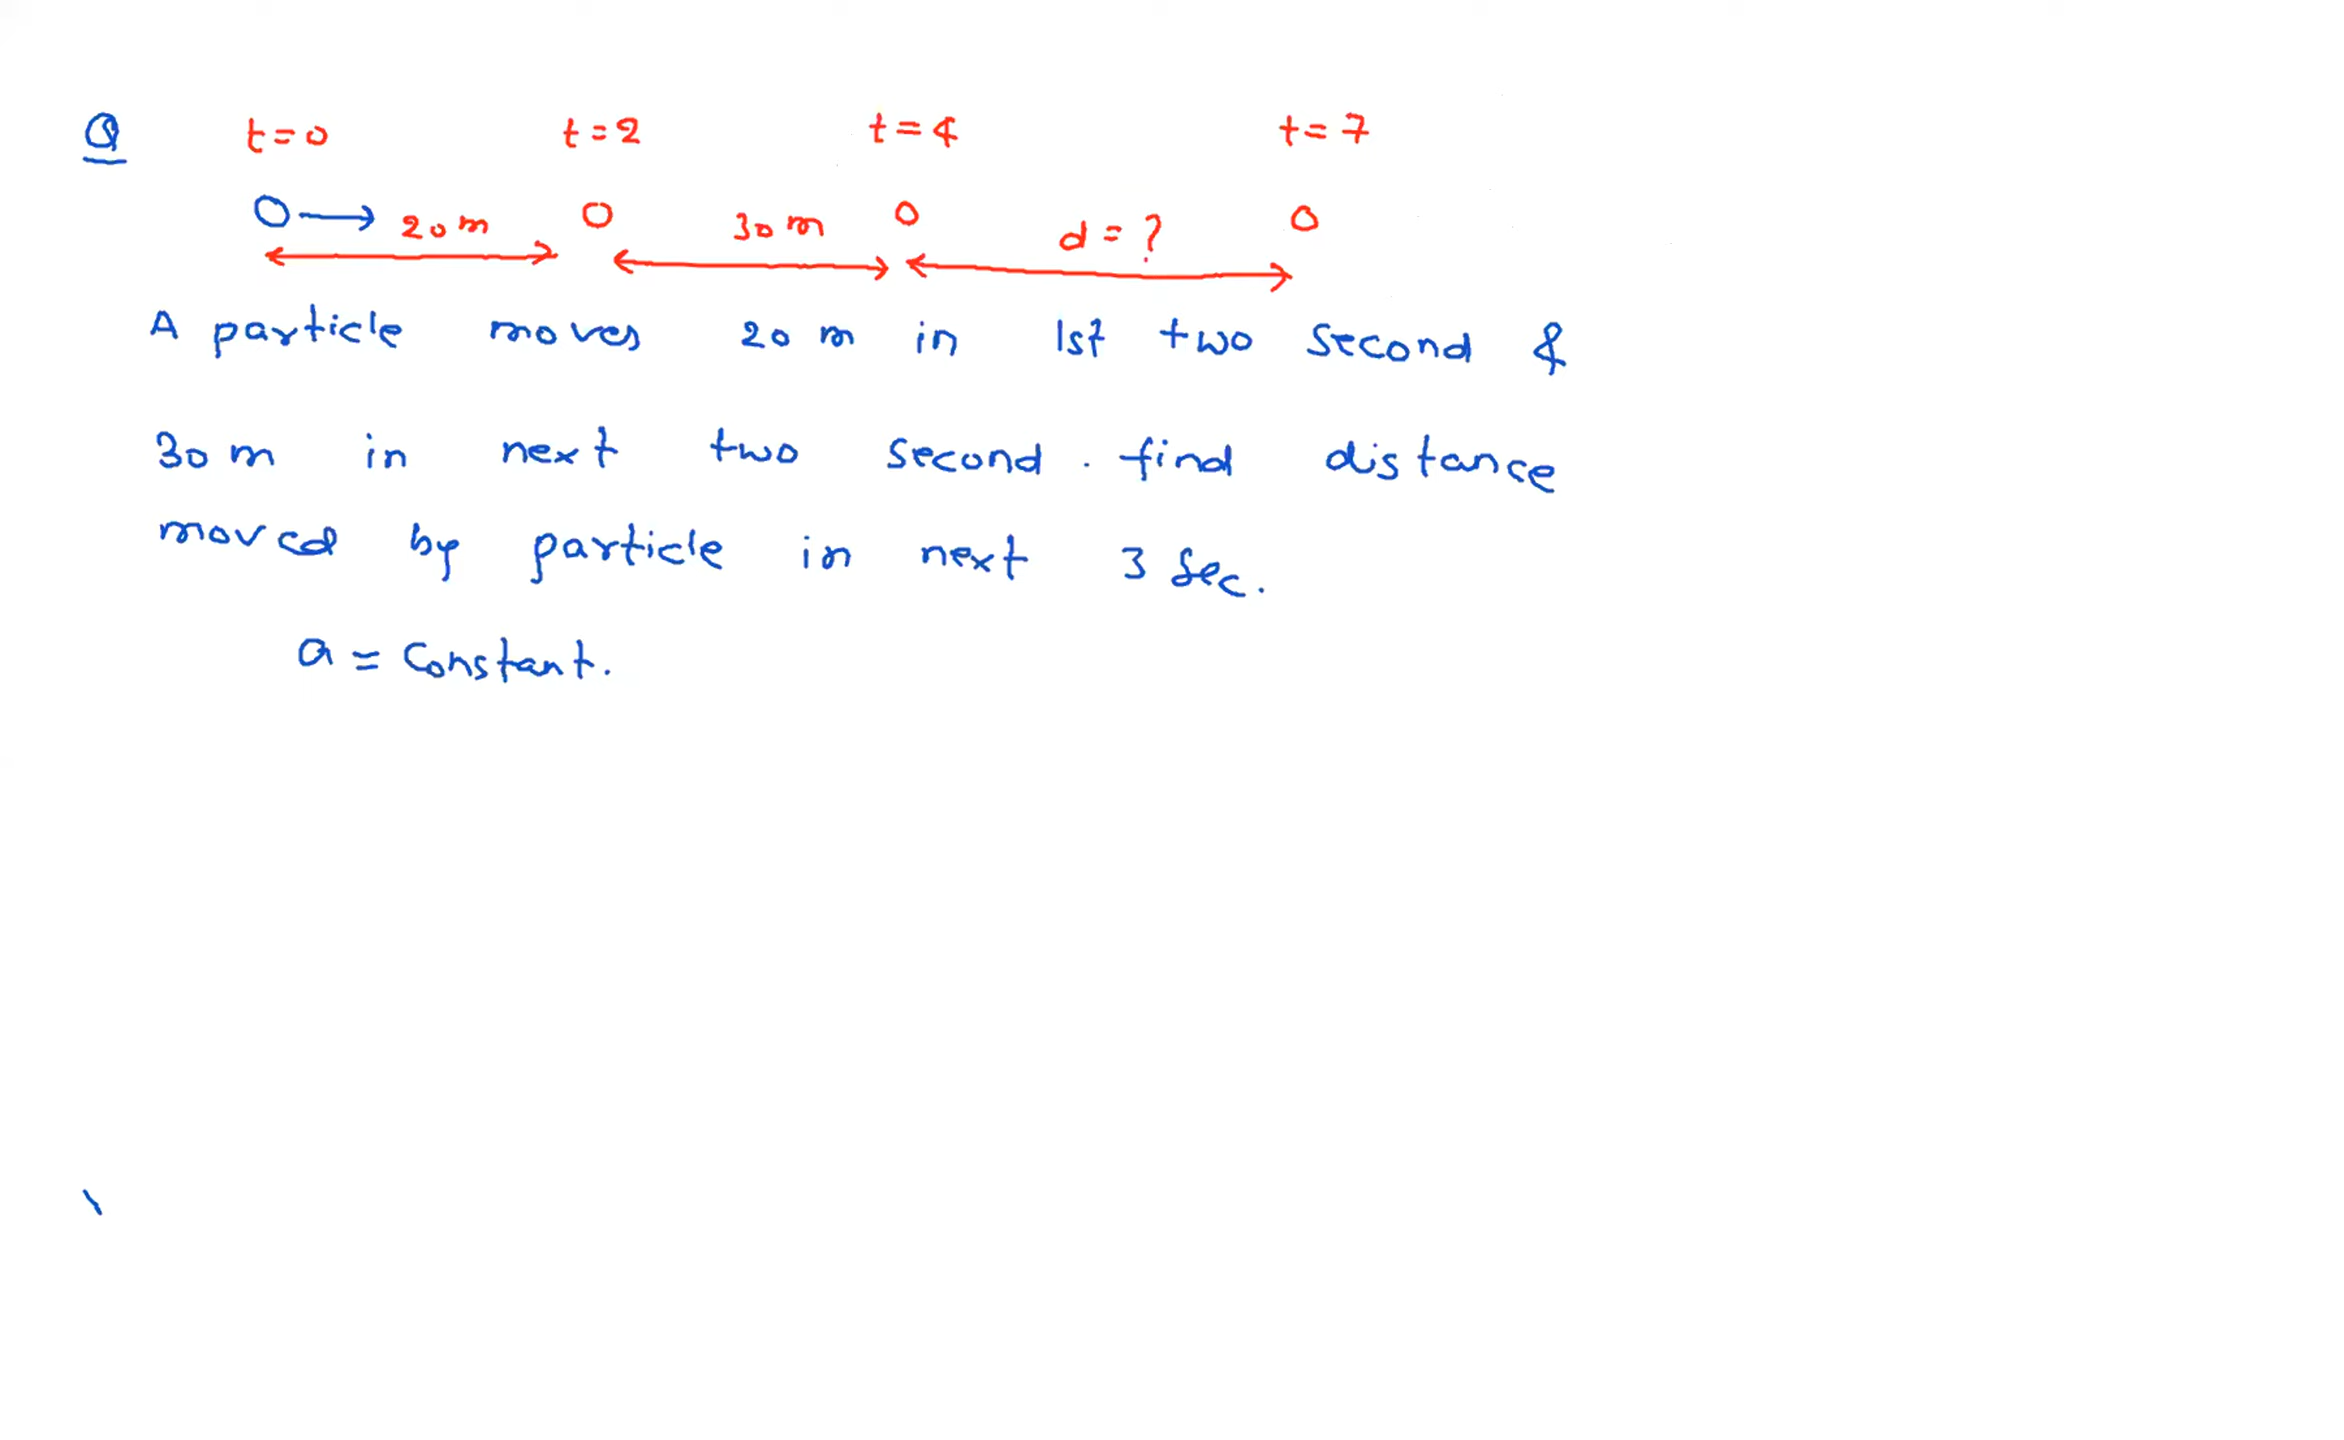 Q t=0 t=2 t=4 t=7
20m 30m d=?
A particle moves 20 m in 1st two second &
30 m in next two second. find distance
moved by particle in next 3 sec.
a = constant.